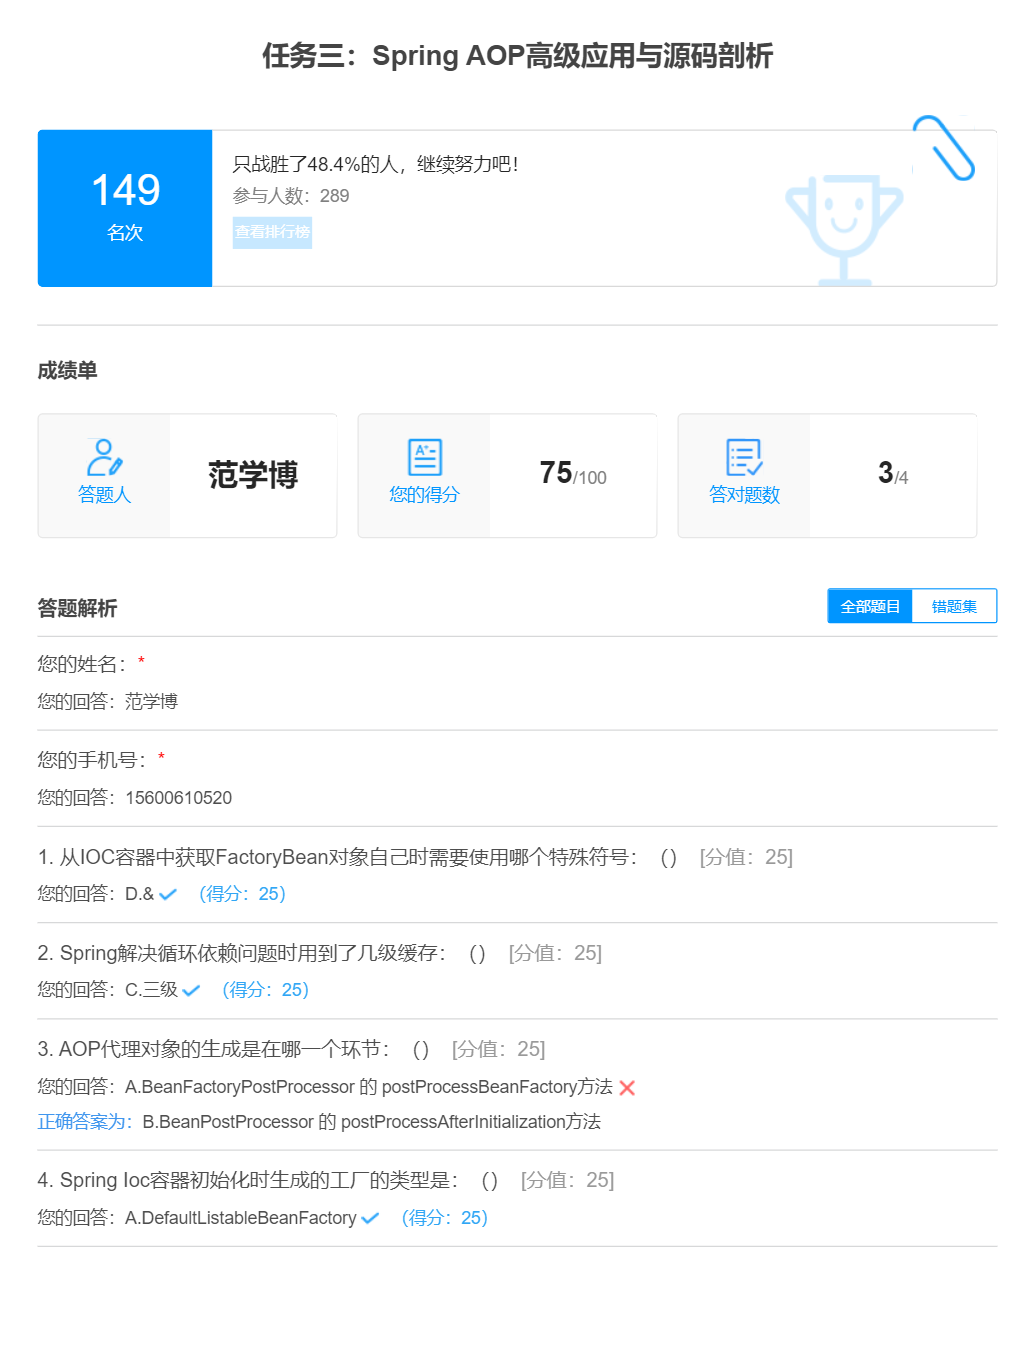 任务三：Spring AOP高级应用与源码剖析
149
名次
只战胜了48.4%的人，继续努力吧！
参与人数：289
查看排行榜
成绩单
答题人
范学博
A+
您的得分
75/100
答对题数
3/4
答题解析
全部题目
错题集
您的姓名：*
您的回答：范学博
您的手机号：*
您的回答：15600610520
1. 从IOC容器中获取FactoryBean对象自己时需要使用哪个特殊符号：（） [分值：25]
您的回答：D.& （得分：25）
2. Spring解决循环依赖问题时用到了几级缓存：（） [分值：25]
您的回答：C.三级 （得分：25）
3. AOP代理对象的生成是在哪一个环节：（） [分值：25]
您的回答：A.BeanFactoryPostProcessor 的 postProcessBeanFactory方法
正确答案为：B.BeanPostProcessor 的 postProcessAfterInitialization方法
4. Spring Ioc容器初始化时生成的工厂的类型是：（） [分值：25]
您的回答：A.DefaultListableBeanFactory （得分：25）